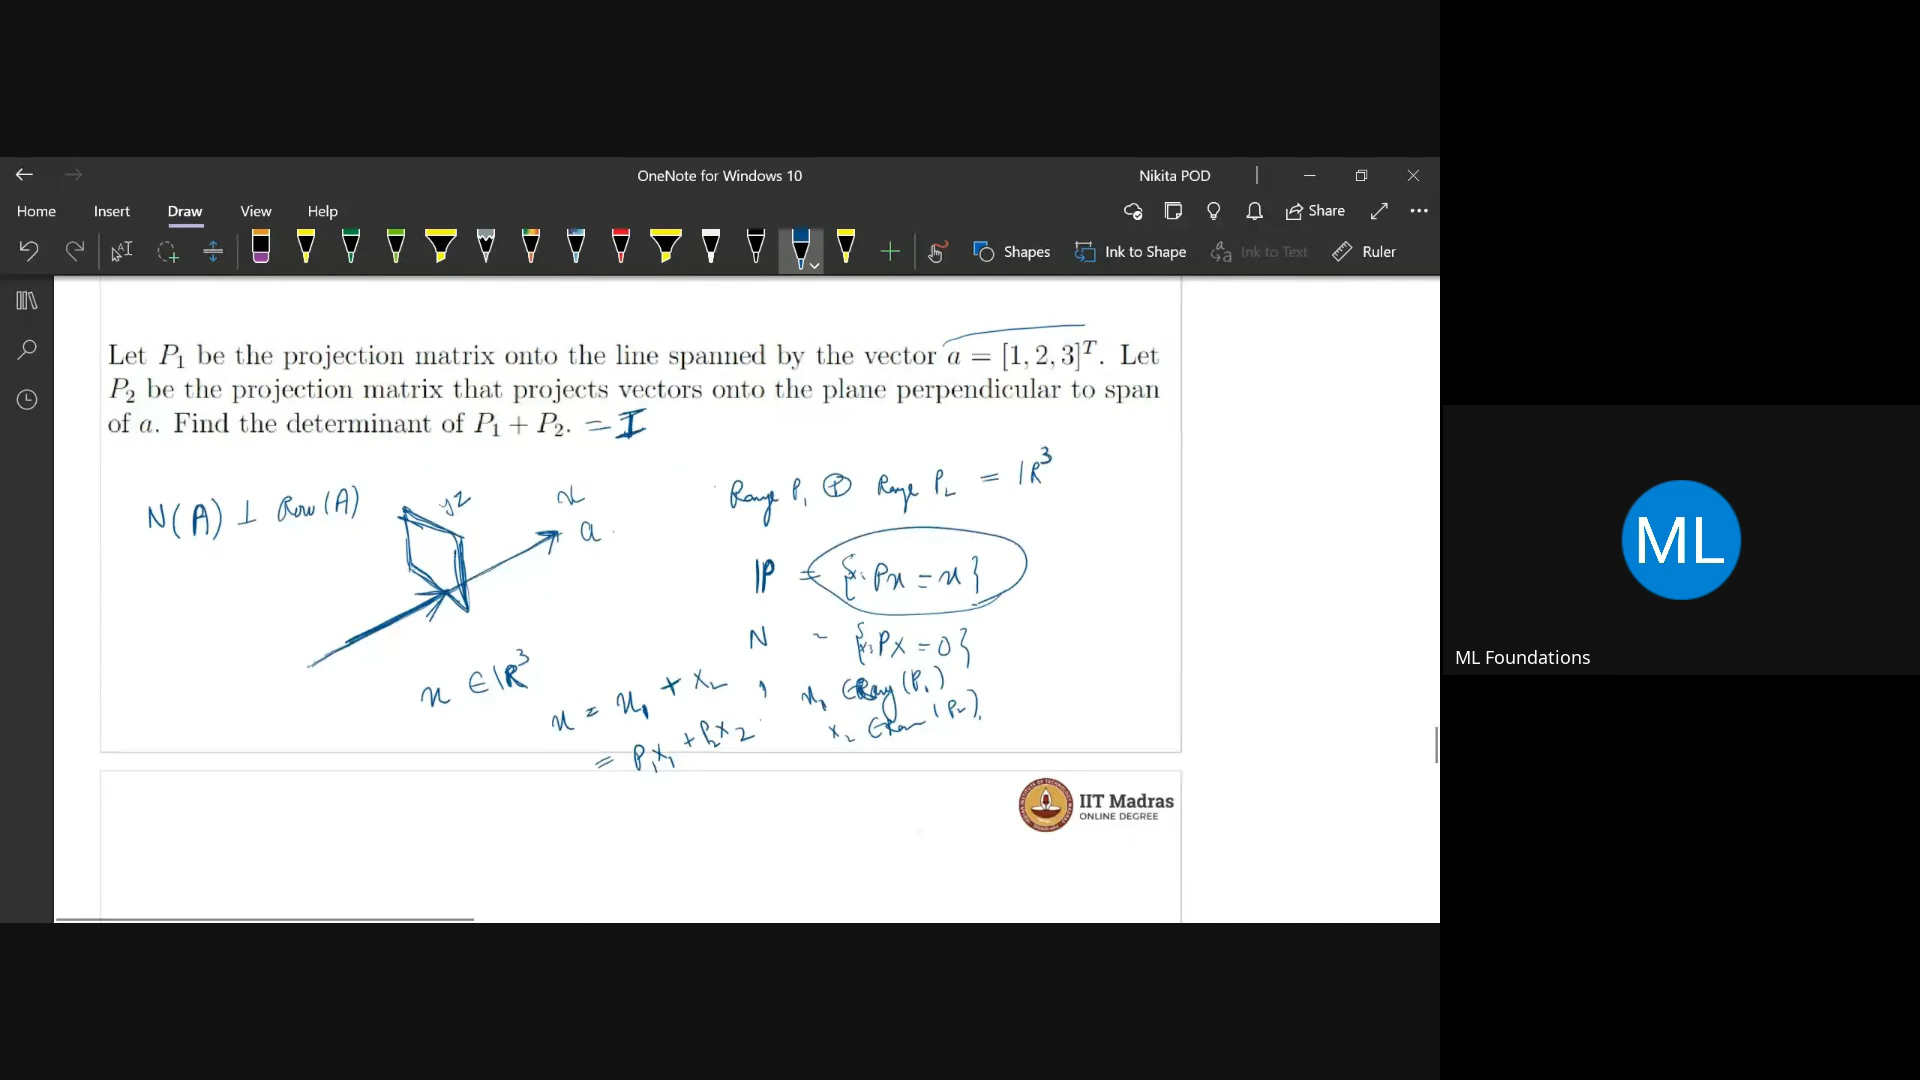 OneNote for Windows 10
Nikita POD
Home Insert Draw View Help
Share
Shapes Ink to Shape Ink to Text Ruler
Let P₁ be the projection matrix onto the line spanned by the vector a = [1, 2, 3]ᵀ. Let
P₂ be the projection matrix that projects vectors onto the plane perpendicular to span
of a. Find the determinant of P₁ + P₂. = I
N(A) ⊥ Row(A)
yz
x
a
Range P₁ ⊕ Range P₂ = ℝ³
P = {x: Px = x}
N = {x: Px = 0}
x ∈ ℝ³
x = x₁ + x₂ , x₁ ∈ Rang(P₁)
x₂ ∈ (P₂).
= P₁x₁ + P₂x₂
IIT Madras
ONLINE DEGREE
ML
ML Foundations